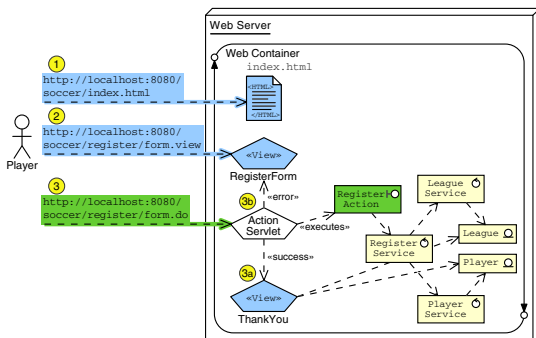 Web Server
Web Container
index.html
1
http://localhost:8080/
soccer/index.html
<HTML>
</HTML>
2
http://localhost:8080/
soccer/register/form.view
Player
«View»
RegisterForm
3
http://localhost:8080/
soccer/register/form.do
3b
«error»
Action
Servlet
«executes»
Register
Action
League
Service
Register
Service
League
Player
«success»
3a
«View»
ThankYou
Player
Service